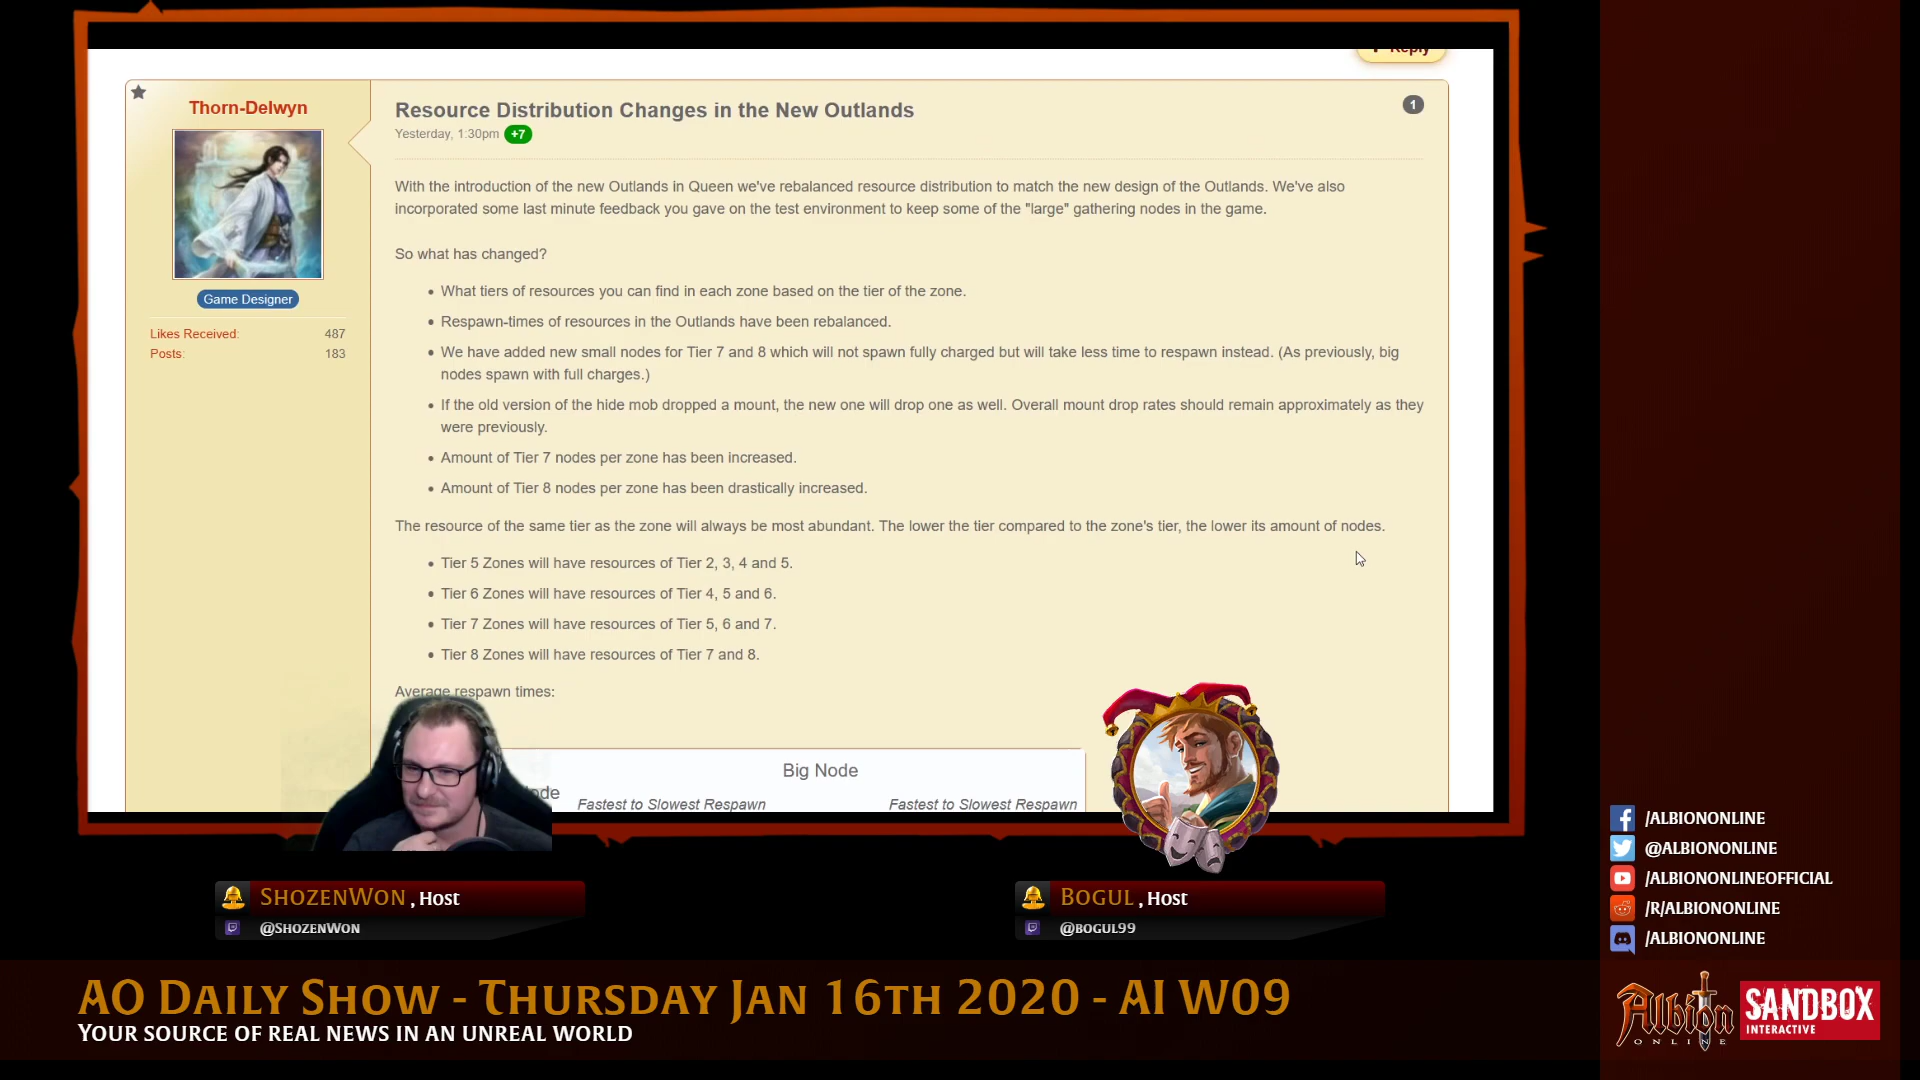 Reply
Thorn-Delwyn
Game Designer
Likes Received: 487
Posts: 183
Resource Distribution Changes in the New Outlands
1
Yesterday, 1:30pm +7
With the introduction of the new Outlands in Queen we've rebalanced resource distribution to match the new design of the Outlands. We've also
incorporated some last minute feedback you gave on the test environment to keep some of the "large" gathering nodes in the game.
So what has changed?
• What tiers of resources you can find in each zone based on the tier of the zone.
• Respawn-times of resources in the Outlands have been rebalanced.
• We have added new small nodes for Tier 7 and 8 which will not spawn fully charged but will take less time to respawn instead. (As previously, big
nodes spawn with full charges.)
• If the old version of the hide mob dropped a mount, the new one will drop one as well. Overall mount drop rates should remain approximately as they
were previously.
• Amount of Tier 7 nodes per zone has been increased.
• Amount of Tier 8 nodes per zone has been drastically increased.
The resource of the same tier as the zone will always be most abundant. The lower the tier compared to the zone's tier, the lower its amount of nodes.
• Tier 5 Zones will have resources of Tier 2, 3, 4 and 5.
• Tier 6 Zones will have resources of Tier 4, 5 and 6.
• Tier 7 Zones will have resources of Tier 5, 6 and 7.
• Tier 8 Zones will have resources of Tier 7 and 8.
Average respawn times:
Big Node
Fastest to Slowest Respawn
Fastest to Slowest Respawn
ShozenWon, Host
@ShozenWon
Bogul, Host
@bogul99
/ALBIONONLINE
@ALBIONONLINE
/ALBIONONLINEOFFICIAL
/R/ALBIONONLINE
/ALBIONONLINE
AO Daily Show - Thursday Jan 16th 2020 - AI W09
Your source of real news in an unreal world
Albion
ONLINE
SANDBOX
INTERACTIVE